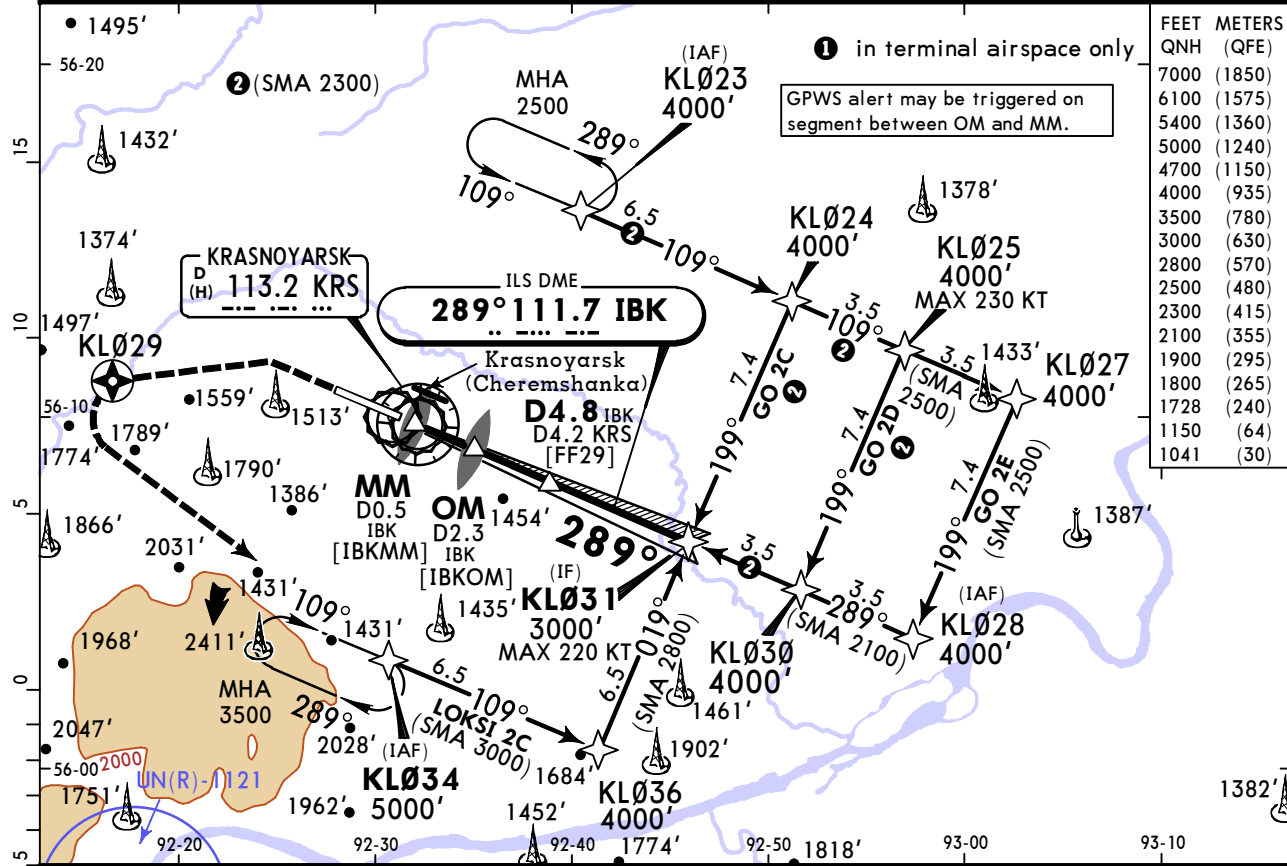 1495'
56-20
❷(SMA 2300)
MHA
2500
(IAF)
KLØ23
4000'
❶ in terminal airspace only
GPWS alert may be triggered on
segment between OM and MM.
FEET METERS
QNH (QFE)
7000 (1850)
6100 (1575)
5400 (1360)
5000 (1240)
4700 (1150)
4000 (935)
3500 (780)
3000 (630)
2800 (570)
2500 (480)
2300 (415)
2100 (355)
1900 (295)
1800 (265)
1728 (240)
1150 (64)
1041 (30)
1432'
15
289°
109°
6.5
❷
109°
1378'
KLØ24
4000'
KLØ25
4000'
MAX 230 KT
1374'
KRASNOYARSK
D
(H) 113.2 KRS
ILS DME
289° 111.7 IBK
3.5
109°
❷
10
1497'
KLØ29
Krasnoyarsk
(Cheremshanka)
3.5
(SMA
2500)
1433'
KLØ27
4000'
7.4
GO 2C
❷
199°
7.4
GO 2D
❷
199°
7.4
GO 2E
199°
(SMA 2500)
56-10
1559'
1513'
D4.8 IBK
D4.2 KRS
[FF29]
1774'
1789'
1790'
1386'
MM
D0.5
IBK
[IBKMM]
OM
D2.3
IBK
[IBKOM]
1454'
289°
5
1866'
1387'
2031'
1431'
3.5
❷
3.5
289°
(SMA 2100)
(IF)
KLØ31
3000'
MAX 220 KT
(IAF)
KLØ28
4000'
KLØ30
4000'
109°
1431'
1435'
2411'
1968'
0
MHA
3500
289°
6.5
109°
LOKSI 2C
(SMA 3000)
6.5
019°
(SMA 2800)
1461'
2047'
2028'
(IAF)
KLØ34
5000'
1902'
1684'
56-00
2000
UN(R)-1121
KLØ36
4000'
1751'
1962'
1452'
1774'
1818'
1382'
5
92-20
92-30
92-40
92-50
93-00
93-10